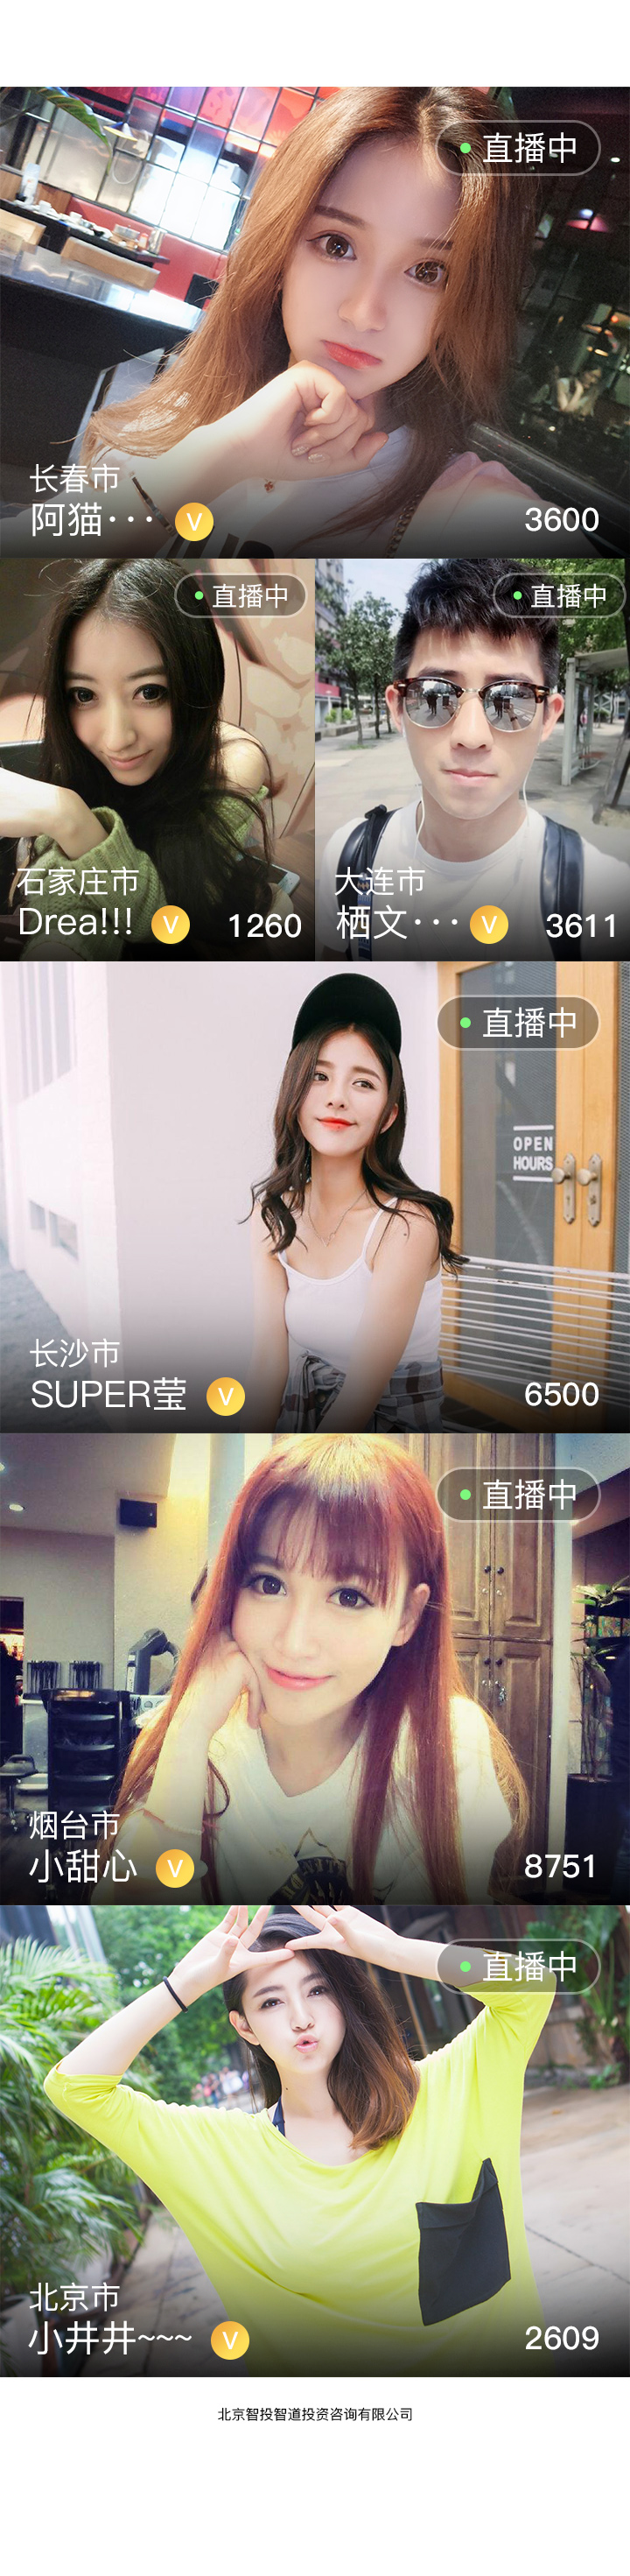 直播中
长春市
阿猫··· V
3600
直播中
石家庄市
Drea!!! V
1260
直播中
大连市
栖文··· V
3611
直播中
OPEN
HOURS
长沙市
SUPER莹 V
6500
直播中
烟台市
小甜心 V
8751
直播中
北京市
小井井~~~ V
2609
北京智投智道投资咨询有限公司